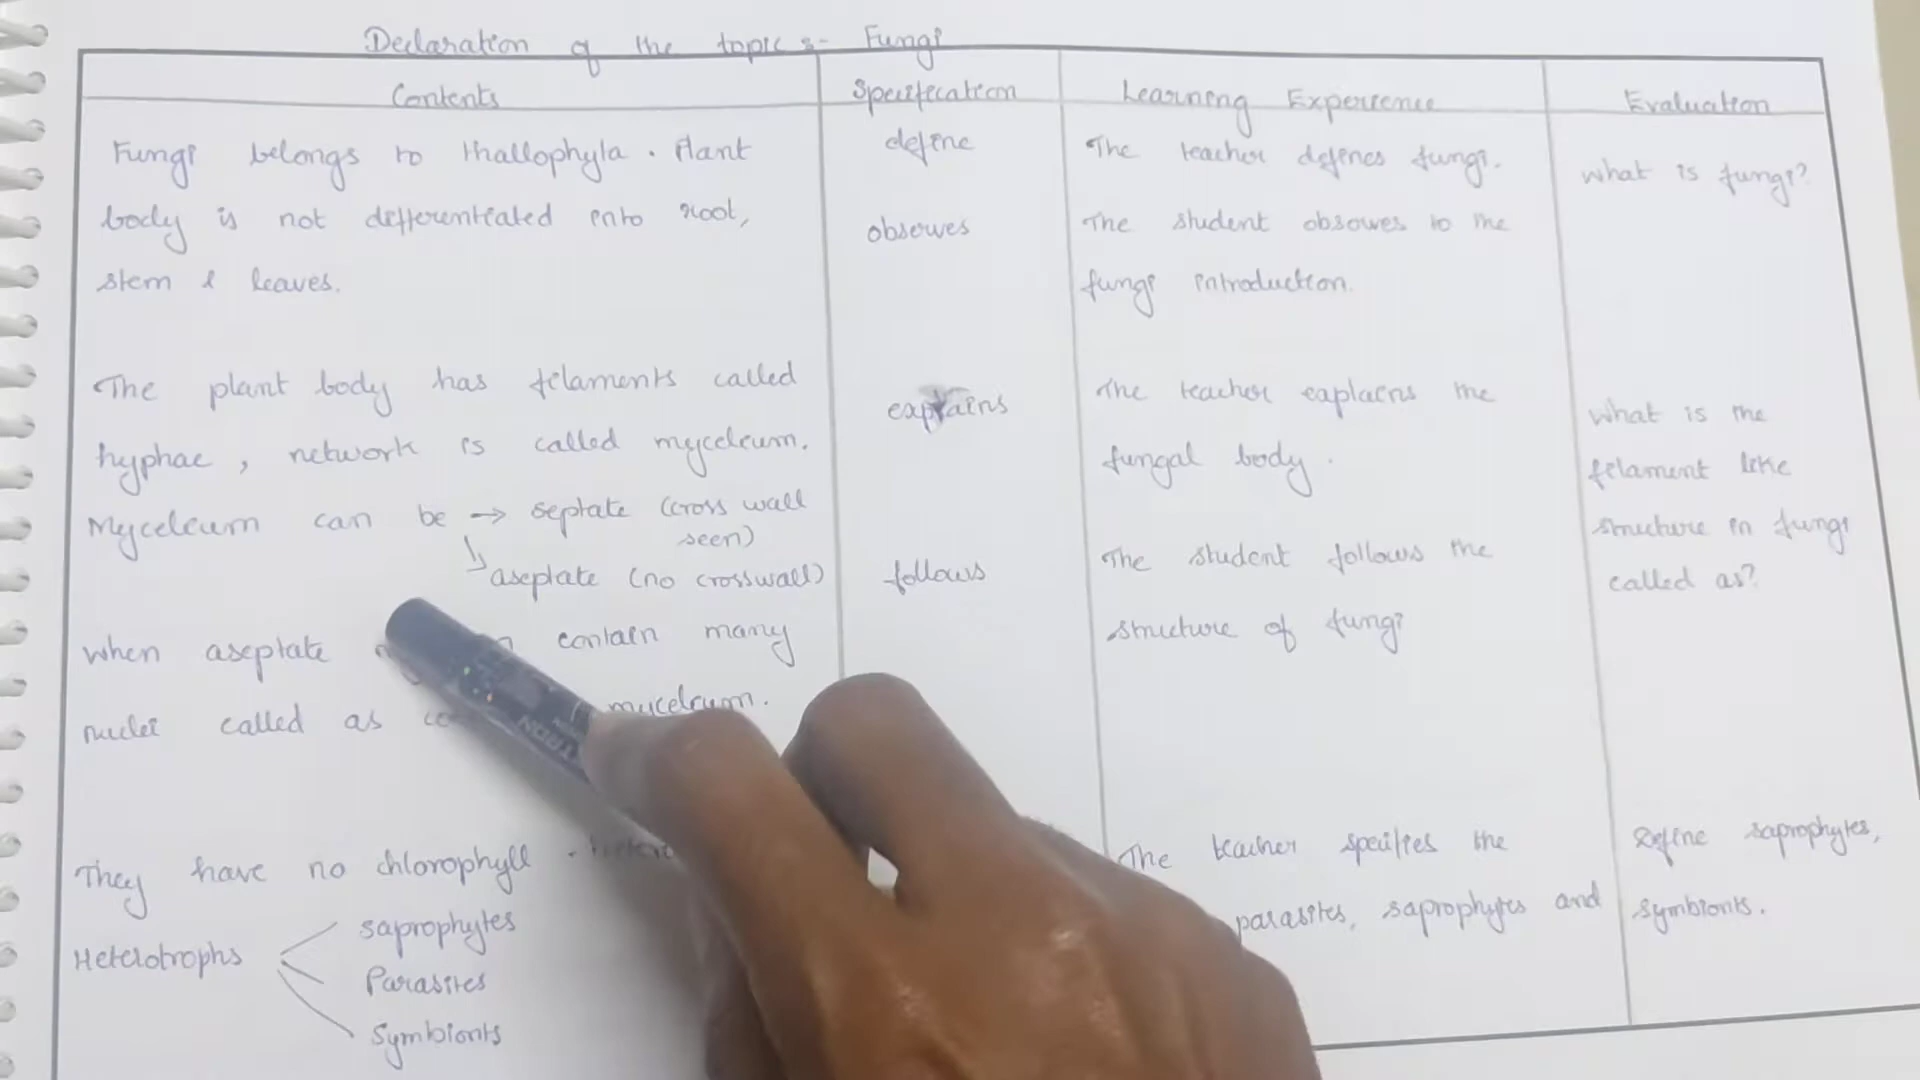 Declaration of the topic :- Fungi
Contents
Specification
Learning Experience
Evaluation
Fungi belongs to thallophyta. Plant
body is not differentiated into root,
stem & leaves.
The plant body has filaments called
hyphae, network is called mycelium.
Mycelium can be → septate (cross wall
seen)
aseptate (no crosswall)
When aseptate contain many
nuclei called as mycelium.
They have no chlorophyll
Heterotrophs
saprophytes
Parasites
Symbionts
define
observes
explains
follows
The teacher defines fungi.
The student observes to the
fungi introduction.
The teacher explains the
fungal body.
The student follows the
structure of fungi
The teacher specifies the
parasites, saprophytes and
What is fungi?
What is the
filament like
structure in fungi
called as?
Define saprophytes,
symbionts.